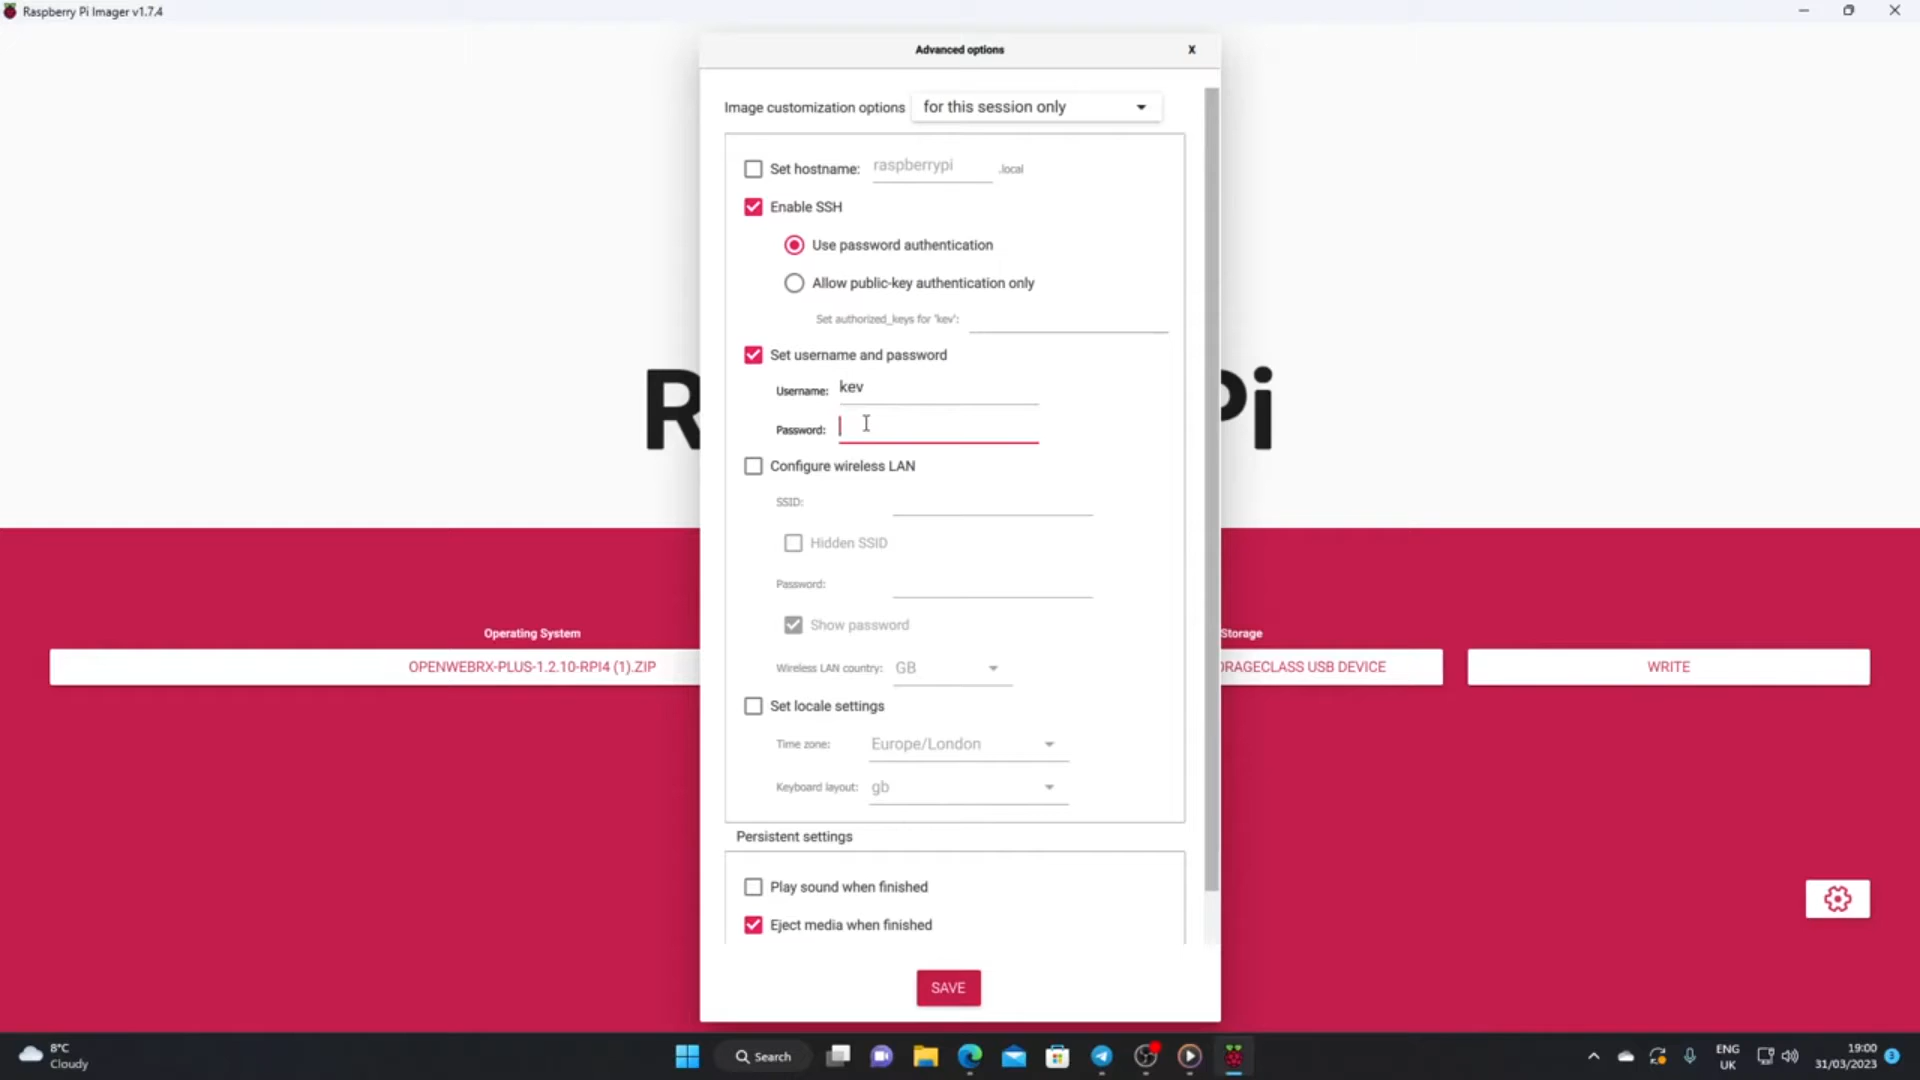 Raspberry Pi Imager v1.7.4
Advanced options
X
Image customization options for this session only
Set hostname: raspberrypi .local
Enable SSH
Use password authentication
Allow public-key authentication only
Set authorized_keys for 'kev':
Set username and password
Username: kev
R Pi
Password:
Configure wireless LAN
SSID:
Hidden SSID
Password:
Show password
Operating System
Storage
OPENWEBRX-PLUS-1.2.10-RPI4 (1).ZIP
Wireless LAN country: GB
ORAGECLASS USB DEVICE
WRITE
Set locale settings
Time zone: Europe/London
Keyboard layout: gb
Persistent settings
Play sound when finished
Eject media when finished
SAVE
8°C
Cloudy
Search
ENG
UK
19:00
31/03/2023
3